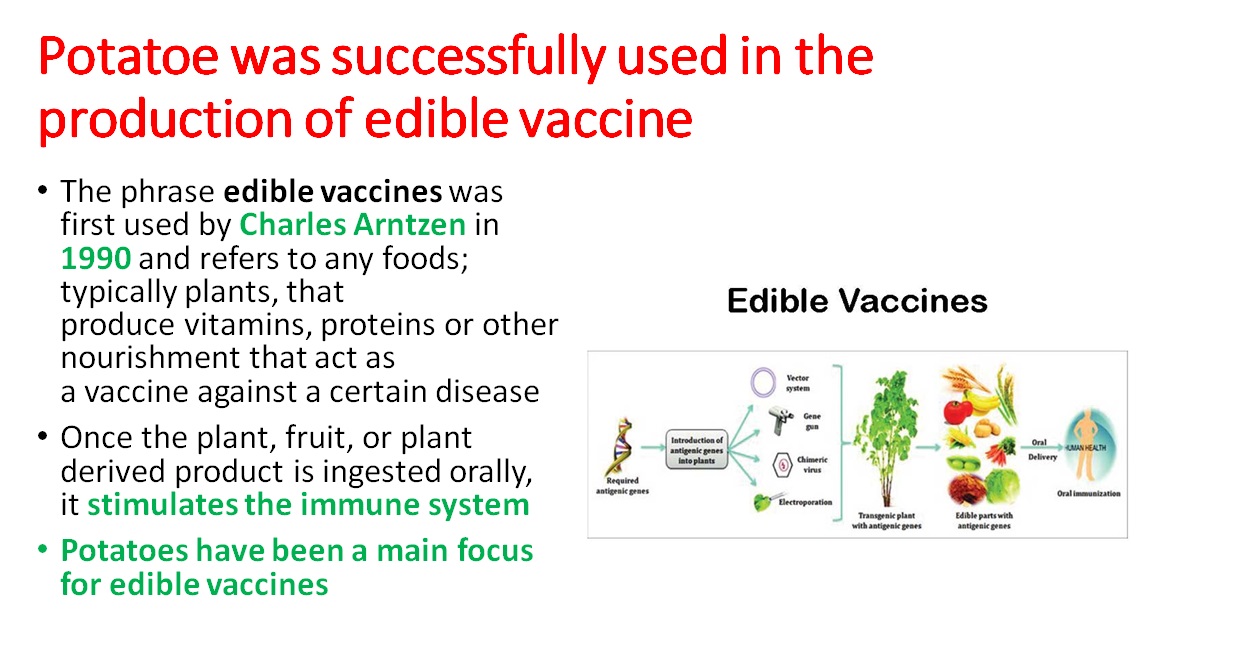 Potatoe was successfully used in the
production of edible vaccine
• The phrase edible vaccines was
first used by Charles Arntzen in
1990 and refers to any foods;
typically plants, that
produce vitamins, proteins or other
nourishment that act as
a vaccine against a certain disease
• Once the plant, fruit, or plant
derived product is ingested orally,
it stimulates the immune system
• Potatoes have been a main focus
for edible vaccines
Edible Vaccines
Required
antigenic genes
Introduction of
antigenic genes
into plants
Vector
system
Gene
gun
Chimeric
virus
Electroporation
Transgenic plant
with antigenic genes
Edible parts with
antigenic genes
Oral
Delivery
HUMAN HEALTH
Oral immunization